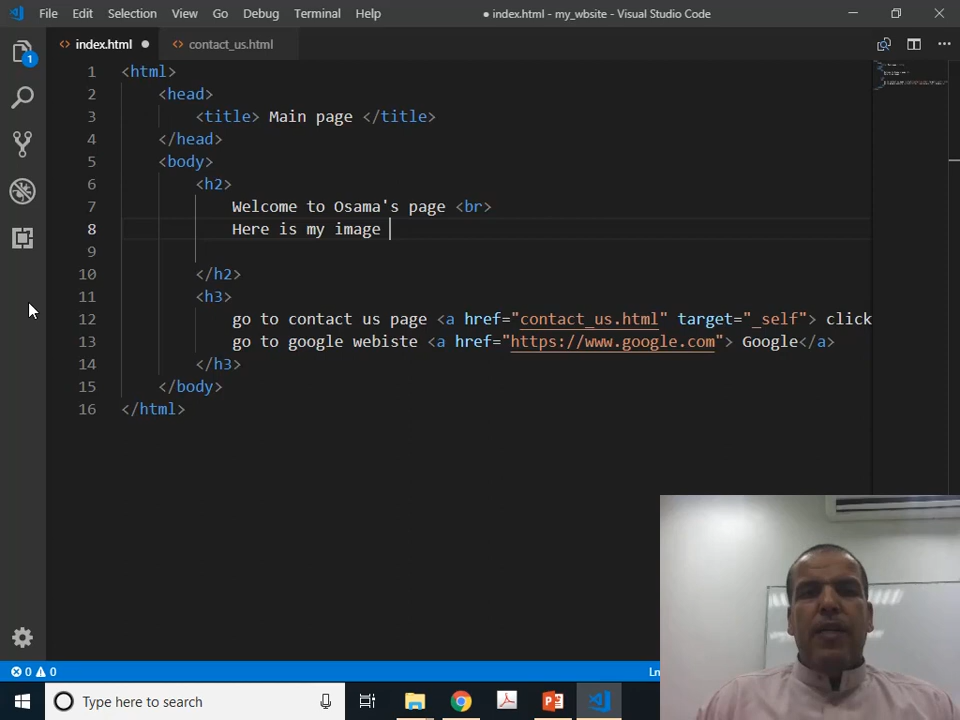 File Edit Selection View Go Debug Terminal Help ● index.html - my_wbsite - Visual Studio Code
<> index.html ● <> contact_us.html
1
1 <html>
2 <head>
3 <title> Main page </title>
4 </head>
5 <body>
6 <h2>
7 Welcome to Osama's page <br>
8 Here is my image
9
10 </h2>
11 <h3>
12 go to contact us page <a href="contact_us.html" target="_self"> click
13 go to google webiste <a href="https://www.google.com"> Google</a>
14 </h3>
15 </body>
16 </html>
0 0 Ln
Type here to search